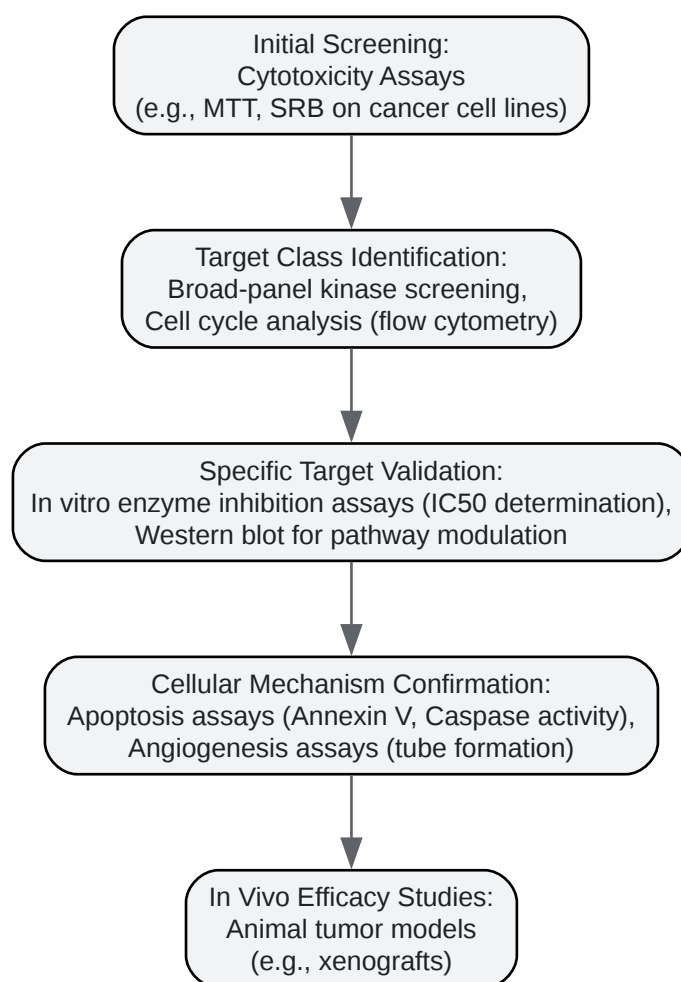 Initial Screening:
Cytotoxicity Assays
(e.g., MTT, SRB on cancer cell lines)
Target Class Identification:
Broad-panel kinase screening,
Cell cycle analysis (flow cytometry)
Specific Target Validation:
In vitro enzyme inhibition assays (IC50 determination),
Western blot for pathway modulation
Cellular Mechanism Confirmation:
Apoptosis assays (Annexin V, Caspase activity),
Angiogenesis assays (tube formation)
In Vivo Efficacy Studies:
Animal tumor models
(e.g., xenografts)